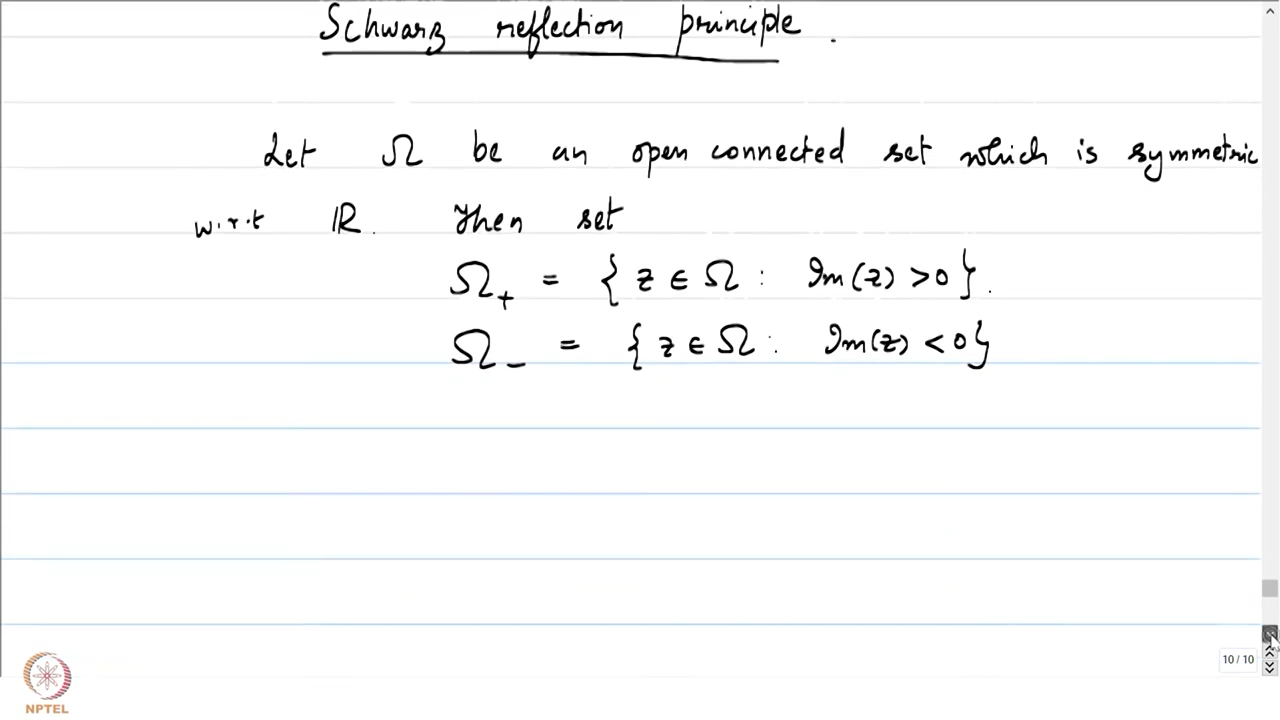 Schwarz reflection principle.
Let Ω be an open connected set which is symmetric
w.r.t ℝ. Then set
Ω₊ = { z ∈ Ω : Im(z) > 0 }.
Ω₋ = { z ∈ Ω : Im(z) < 0 }
10 / 10
NPTEL